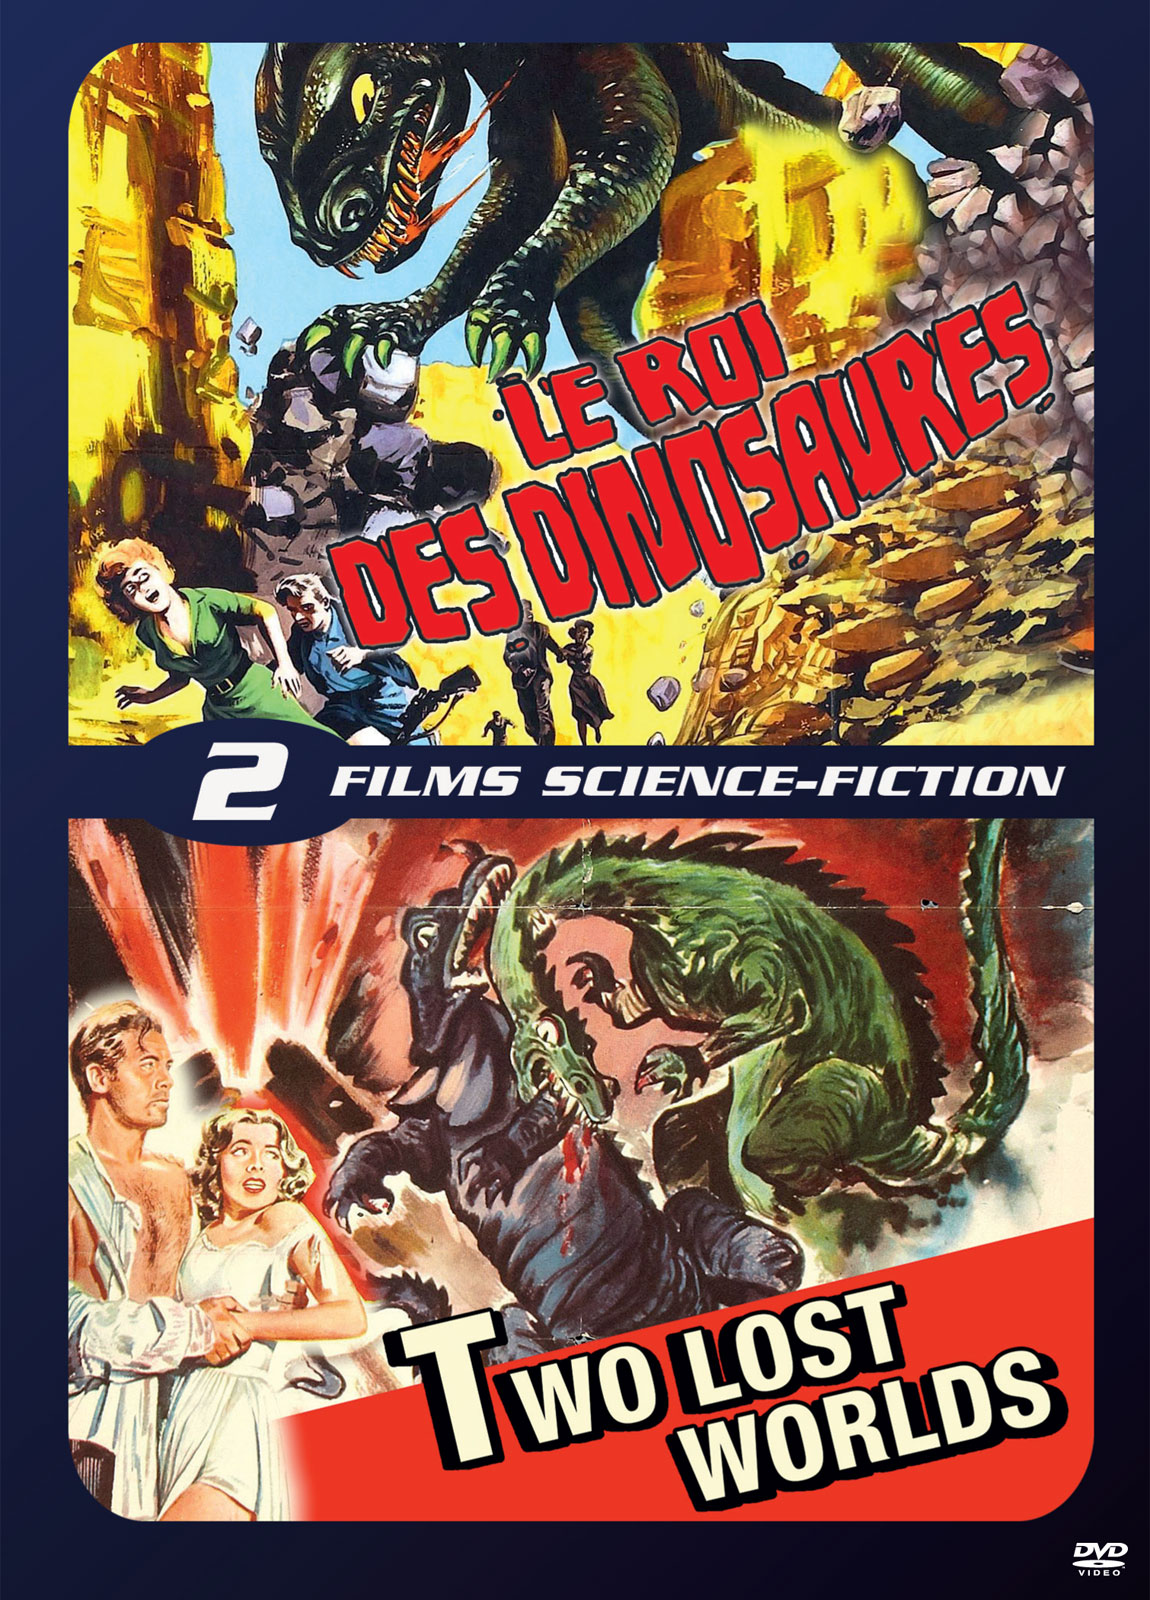 LE ROI
DES DINOSAURES
2 FILMS SCIENCE-FICTION
TWO LOST
WORLDS
DVD
VIDEO